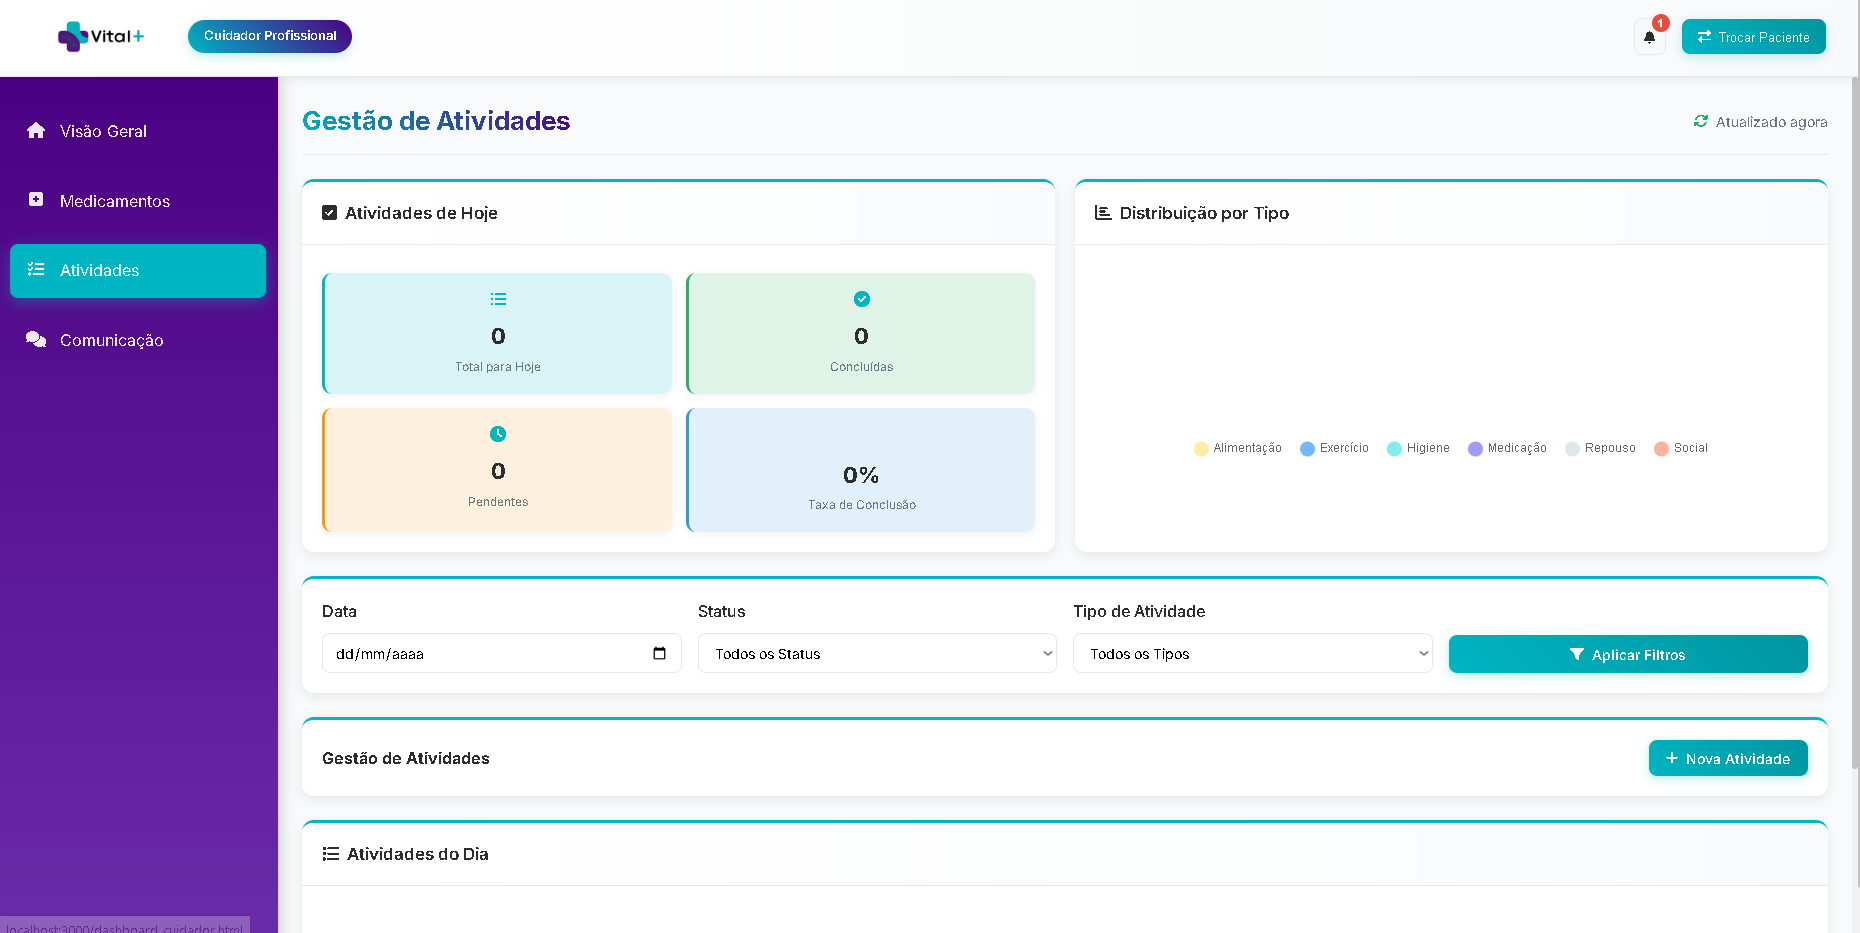 Vital+
Cuidador Profissional
1
Trocar Paciente
Visão Geral
Medicamentos
Atividades
Comunicação
Gestão de Atividades
Atualizado agora
Atividades de Hoje
0
Total para Hoje
0
Concluídas
0
Pendentes
0%
Taxa de Conclusão
Distribuição por Tipo
Alimentação Exercício Higiene Medicação Repouso Social
Data
dd/mm/aaaa
Status
Todos os Status
Tipo de Atividade
Todos os Tipos
Aplicar Filtros
Gestão de Atividades
Nova Atividade
Atividades do Dia
localhost:3000/dashboard_cuidador.html